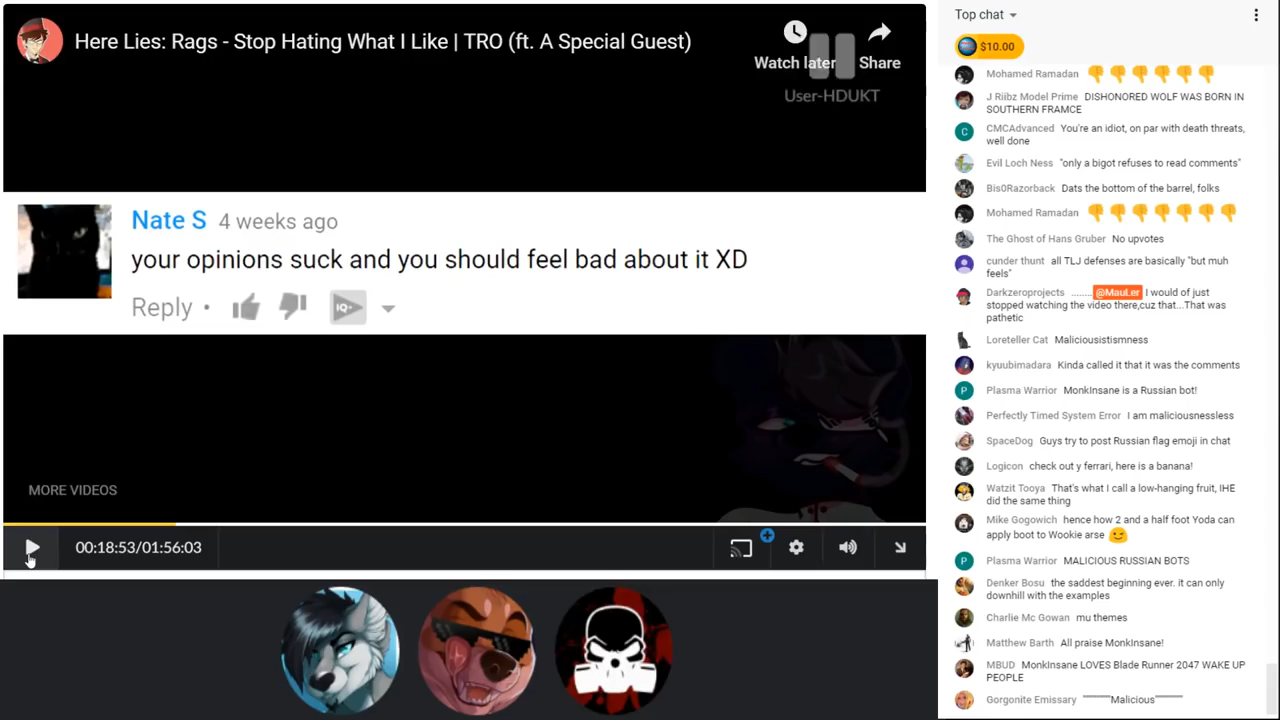 Here Lies: Rags - Stop Hating What I Like | TRO (ft. A Special Guest)
Watch later
Share
User-HDUKT
Nate S 4 weeks ago
your opinions suck and you should feel bad about it XD
Reply •
IQ+
MORE VIDEOS
00:18:53/01:56:03
Top chat
$10.00
Mohamed Ramadan 👎👎👎👎👎👎
J Riibz Model Prime DISHONORED WOLF WAS BORN IN
SOUTHERN FRAMCE
C
CMCAdvanced You're an idiot, on par with death threats,
well done
Evil Loch Ness "only a bigot refuses to read comments"
Bis0Razorback Dats the bottom of the barrel, folks
Mohamed Ramadan 👎👎👎👎👎👎👎
The Ghost of Hans Gruber No upvotes
cunder thunt all TLJ defenses are basically "but muh
feels"
Darkzeroprojects ........@MauLer I would of just
stopped watching the video there,cuz that...That was
pathetic
Loreteller Cat Maliciousistismness
kyuubimadara Kinda called it that it was the comments
P
Plasma Warrior MonkInsane is a Russian bot!
Perfectly Timed System Error I am maliciousnessless
SpaceDog Guys try to post Russian flag emoji in chat
Logicon check out y ferrari, here is a banana!
Watzit Tooya That's what I call a low-hanging fruit, IHE
did the same thing
Mike Gogowich hence how 2 and a half foot Yoda can
apply boot to Wookie arse 😉
P
Plasma Warrior MALICIOUS RUSSIAN BOTS
Denker Bosu the saddest beginning ever. it can only
downhill with the examples
Charlie Mc Gowan mu themes
Matthew Barth All praise MonkInsane!
MBUD MonkInsane LOVES Blade Runner 2047 WAKE UP
PEOPLE
Gorgonite Emissary """""""""Malicious"""""""""